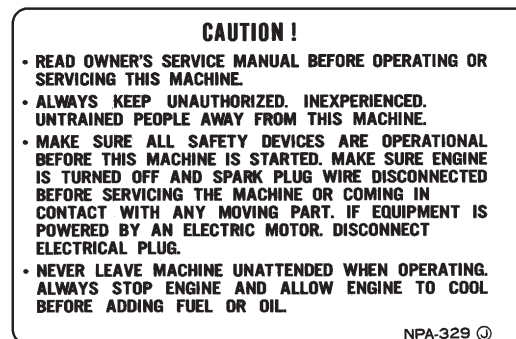 CAUTION !
• READ OWNER'S SERVICE MANUAL BEFORE OPERATING OR
SERVICING THIS MACHINE.
• ALWAYS KEEP UNAUTHORIZED. INEXPERIENCED.
UNTRAINED PEOPLE AWAY FROM THIS MACHINE.
• MAKE SURE ALL SAFETY DEVICES ARE OPERATIONAL
BEFORE THIS MACHINE IS STARTED. MAKE SURE ENGINE
IS TURNED OFF AND SPARK PLUG WIRE DISCONNECTED
BEFORE SERVICING THE MACHINE OR COMING IN
CONTACT WITH ANY MOVING PART. IF EQUIPMENT IS
POWERED BY AN ELECTRIC MOTOR. DISCONNECT
ELECTRICAL PLUG.
• NEVER LEAVE MACHINE UNATTENDED WHEN OPERATING.
ALWAYS STOP ENGINE AND ALLOW ENGINE TO COOL
BEFORE ADDING FUEL OR OIL.
NPA-329 Ⓙ